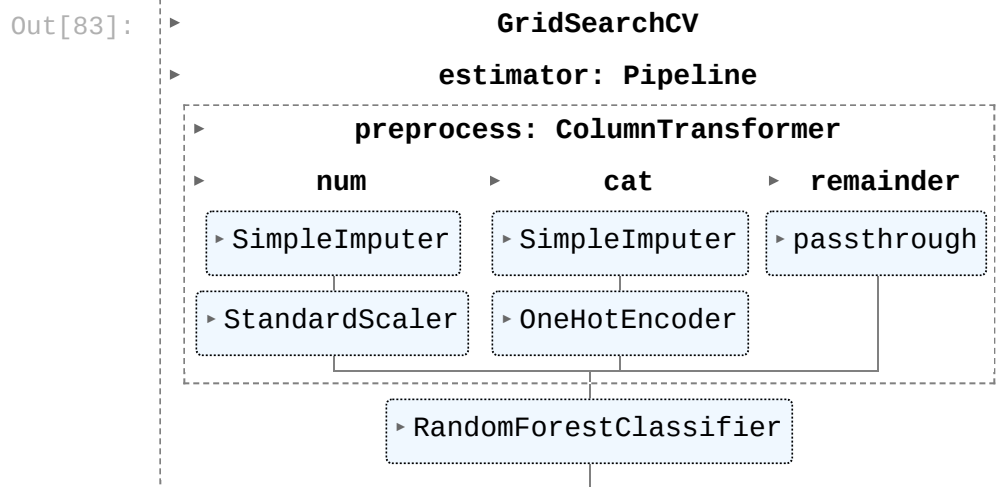 Out[83]:
GridSearchCV
estimator: Pipeline
preprocess: ColumnTransformer
num cat remainder
SimpleImputer SimpleImputer passthrough
StandardScaler OneHotEncoder
RandomForestClassifier